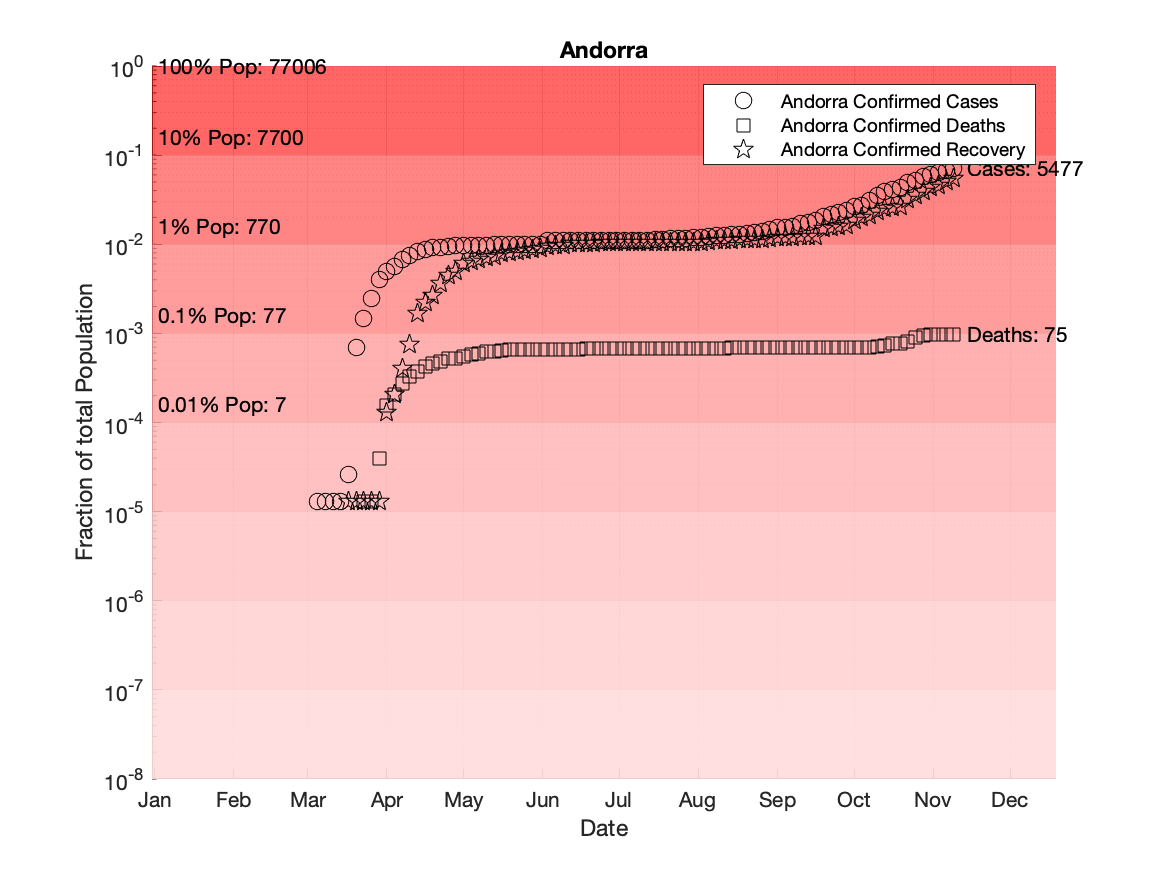 Andorra
10^0
100% Pop: 77006
Andorra Confirmed Cases
Andorra Confirmed Deaths
Andorra Confirmed Recovery
10% Pop: 7700
10^-1
Cases: 5477
1% Pop: 770
10^-2
0.1% Pop: 77
10^-3
Deaths: 75
0.01% Pop: 7
10^-4
10^-5
10^-6
10^-7
10^-8
Fraction of total Population
Jan Feb Mar Apr May Jun Jul Aug Sep Oct Nov Dec
Date